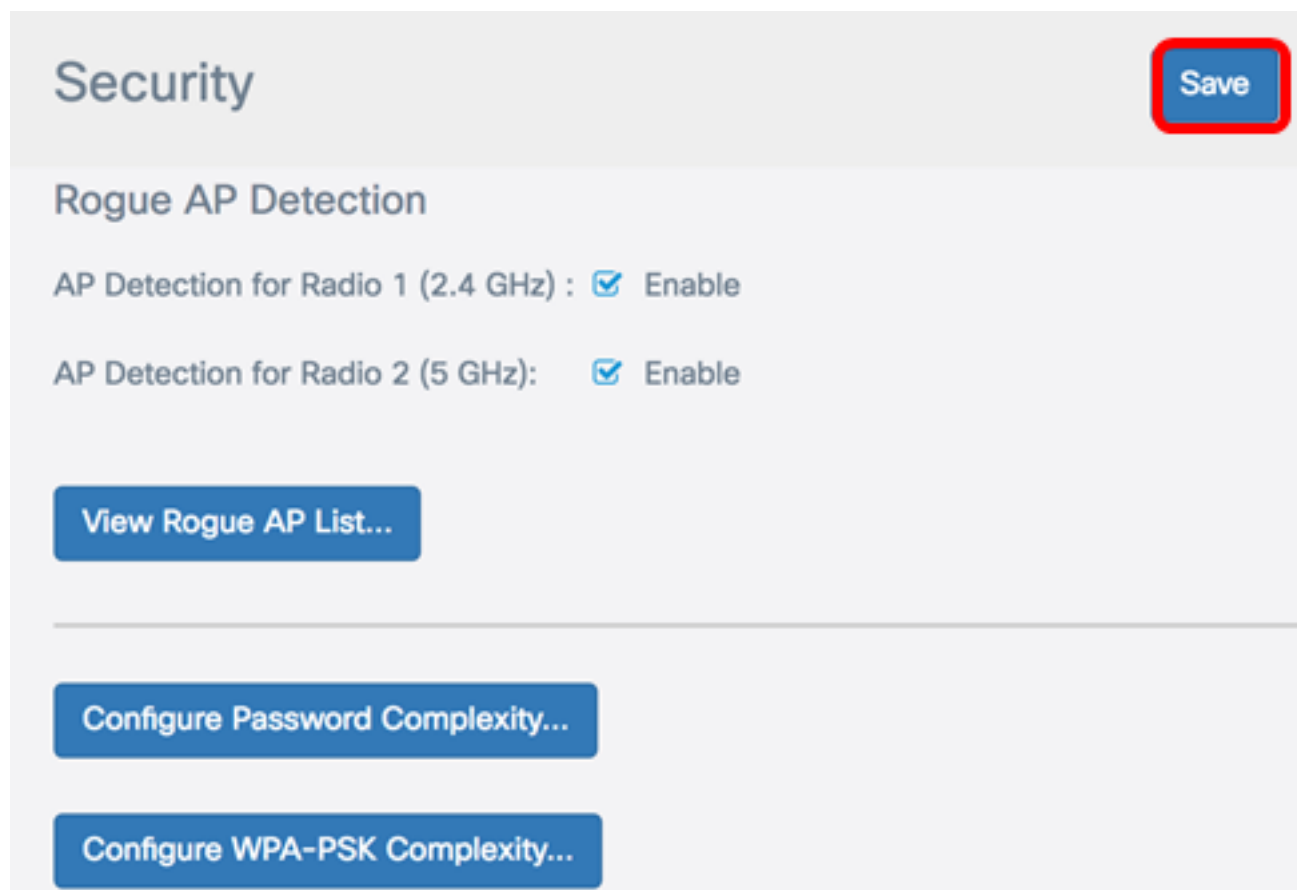 Security
Save
Rogue AP Detection
AP Detection for Radio 1 (2.4 GHz) : Enable
AP Detection for Radio 2 (5 GHz): Enable
View Rogue AP List...
Configure Password Complexity...
Configure WPA-PSK Complexity...